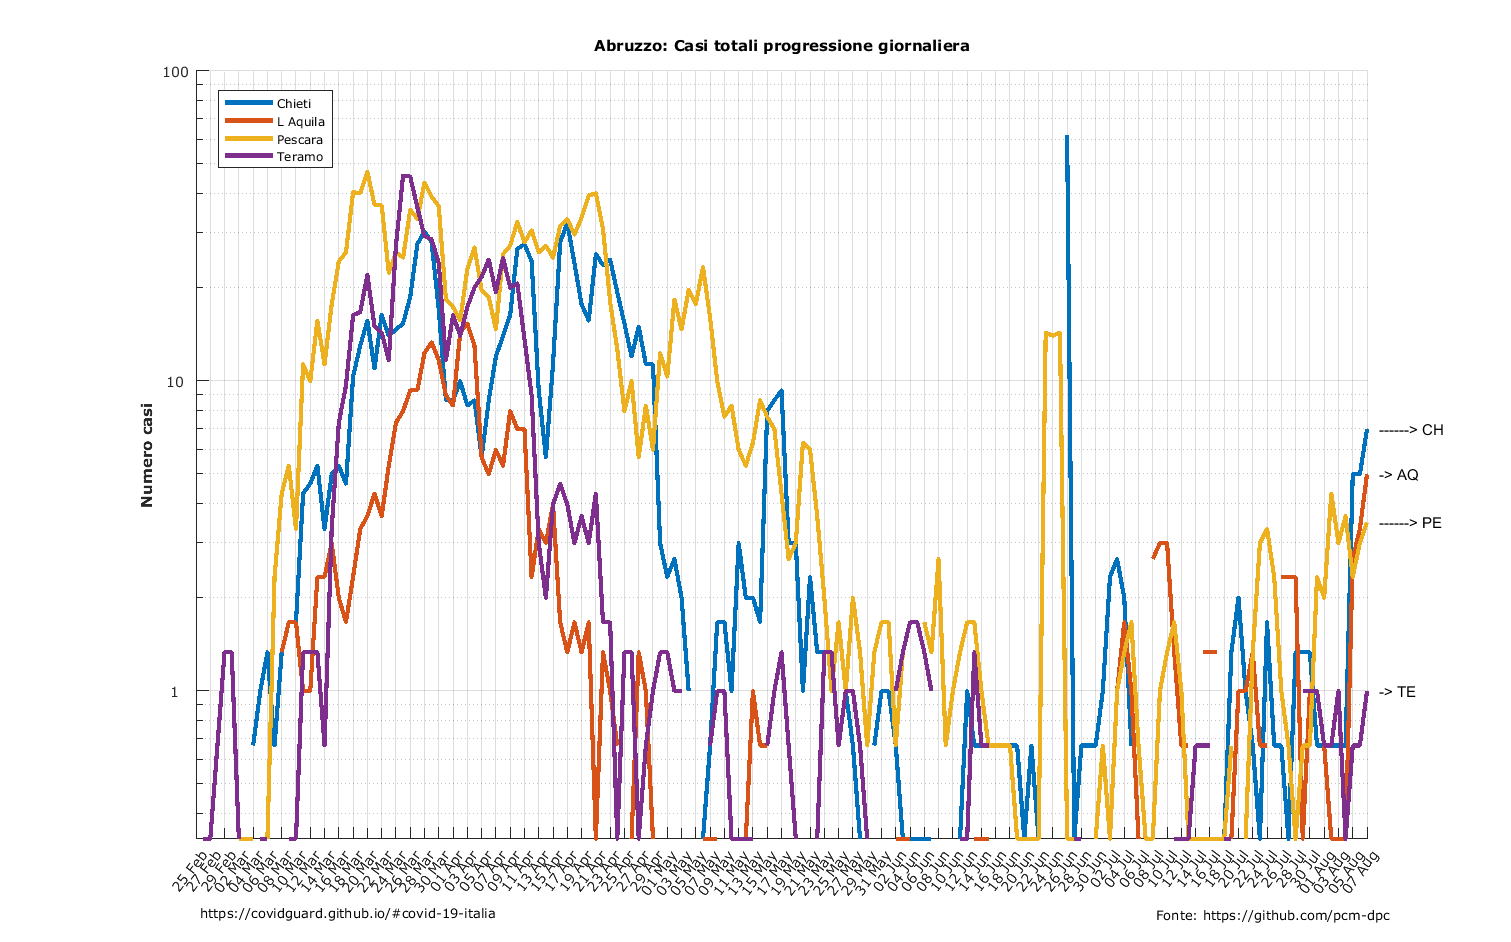 Abruzzo: Casi totali progressione giornaliera
100
10
1
Numero casi
Chieti
L Aquila
Pescara
Teramo
------> CH
-> AQ
------> PE
-> TE
25 Feb
27 Feb
29 Feb
02 Mar
04 Mar
06 Mar
08 Mar
10 Mar
12 Mar
14 Mar
16 Mar
18 Mar
20 Mar
22 Mar
24 Mar
26 Mar
28 Mar
30 Mar
01 Apr
03 Apr
05 Apr
07 Apr
09 Apr
11 Apr
13 Apr
15 Apr
17 Apr
19 Apr
21 Apr
23 Apr
25 Apr
27 Apr
29 Apr
01 May
03 May
05 May
07 May
09 May
11 May
13 May
15 May
17 May
19 May
21 May
23 May
25 May
27 May
29 May
31 May
02 Jun
04 Jun
06 Jun
08 Jun
10 Jun
12 Jun
14 Jun
16 Jun
18 Jun
20 Jun
22 Jun
24 Jun
26 Jun
28 Jun
30 Jun
02 Jul
04 Jul
06 Jul
08 Jul
10 Jul
12 Jul
14 Jul
16 Jul
18 Jul
20 Jul
22 Jul
24 Jul
26 Jul
28 Jul
30 Jul
01 Aug
03 Aug
05 Aug
07 Aug
https://covidguard.github.io/#covid-19-italia
Fonte: https://github.com/pcm-dpc